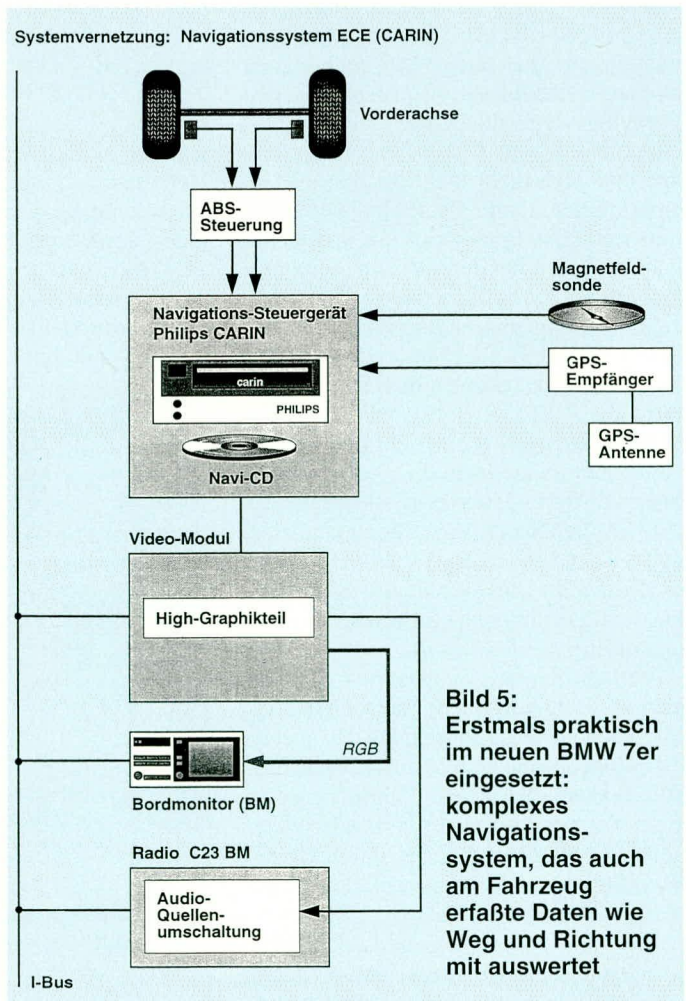 Systemvernetzung: Navigationssystem ECE (CARIN)
Vorderachse
ABS-
Steuerung
Magnetfeld-
sonde
Navigations-Steuergerät
Philips CARIN
carin
PHILIPS
Navi-CD
GPS-
Empfänger
GPS-
Antenne
Video-Modul
High-Graphikteil
RGB
Bordmonitor (BM)
Radio C23 BM
Audio-
Quellen-
umschaltung
I-Bus
Bild 5:
Erstmals praktisch
im neuen BMW 7er
eingesetzt:
komplexes
Navigations-
system, das auch
am Fahrzeug
erfaßte Daten wie
Weg und Richtung
mit auswertet